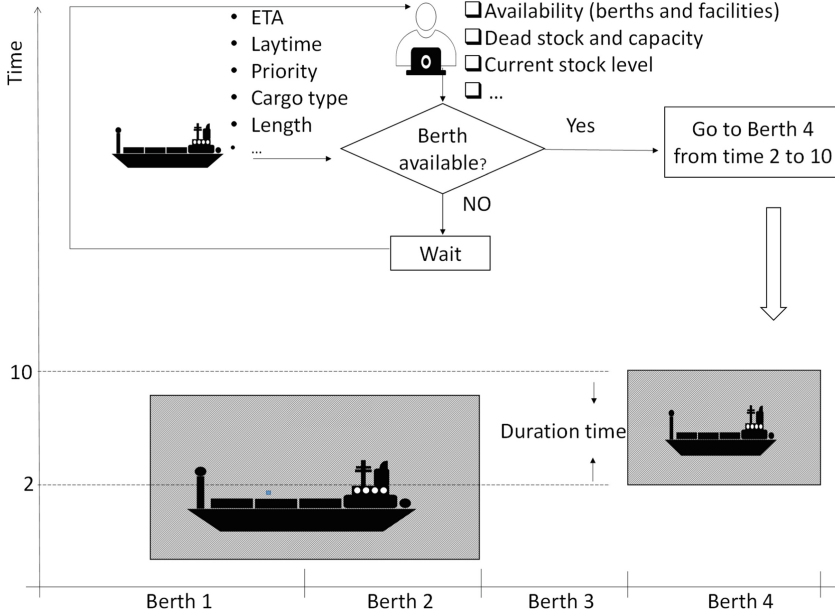 Time
• ETA
• Laytime
• Priority
• Cargo type
• Length
• ...
❑Availability (berths and facilities)
❑Dead stock and capacity
❑Current stock level
❑ ...
Berth
available?
Yes
Go to Berth 4
from time 2 to 10
NO
Wait
10
Duration time
2
Berth 1
Berth 2
Berth 3
Berth 4